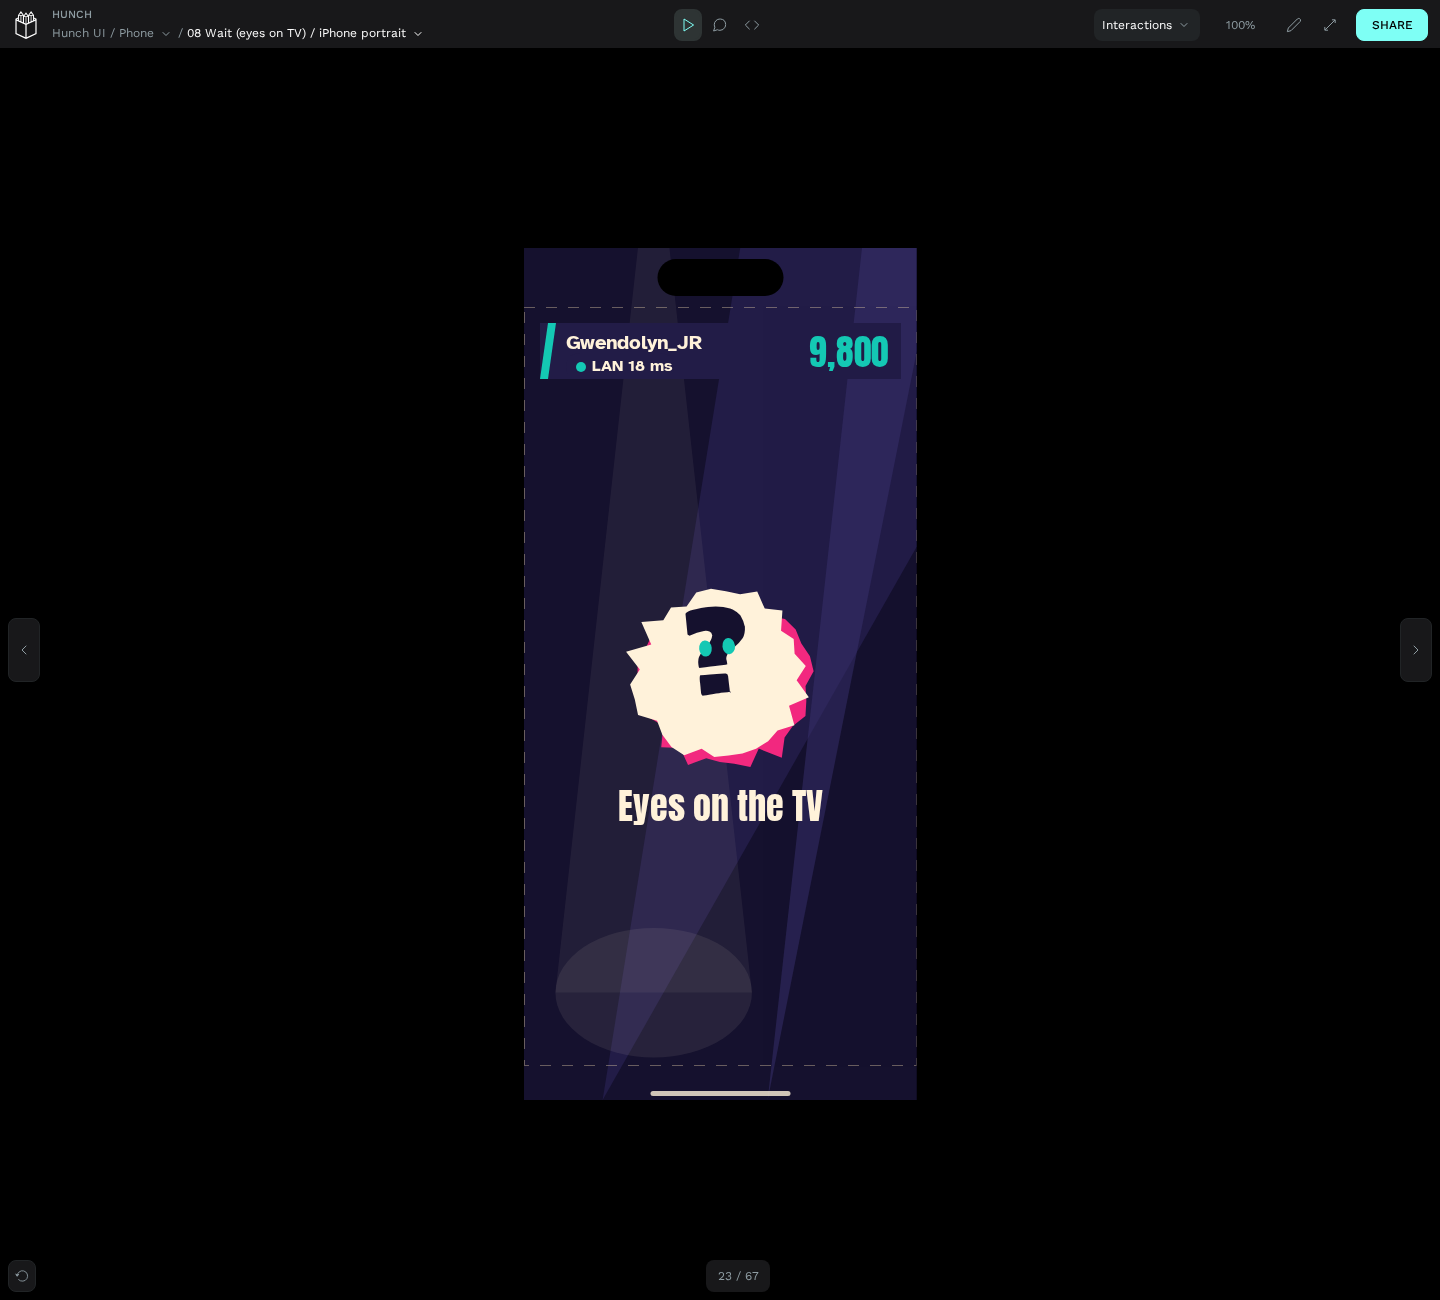 HUNCH
Hunch UI / Phone / 08 Wait (eyes on TV) / iPhone portrait
Interactions
100%
SHARE
Gwendolyn_JR
LAN 18 ms
9,800
?
Eyes on the TV
23 / 67